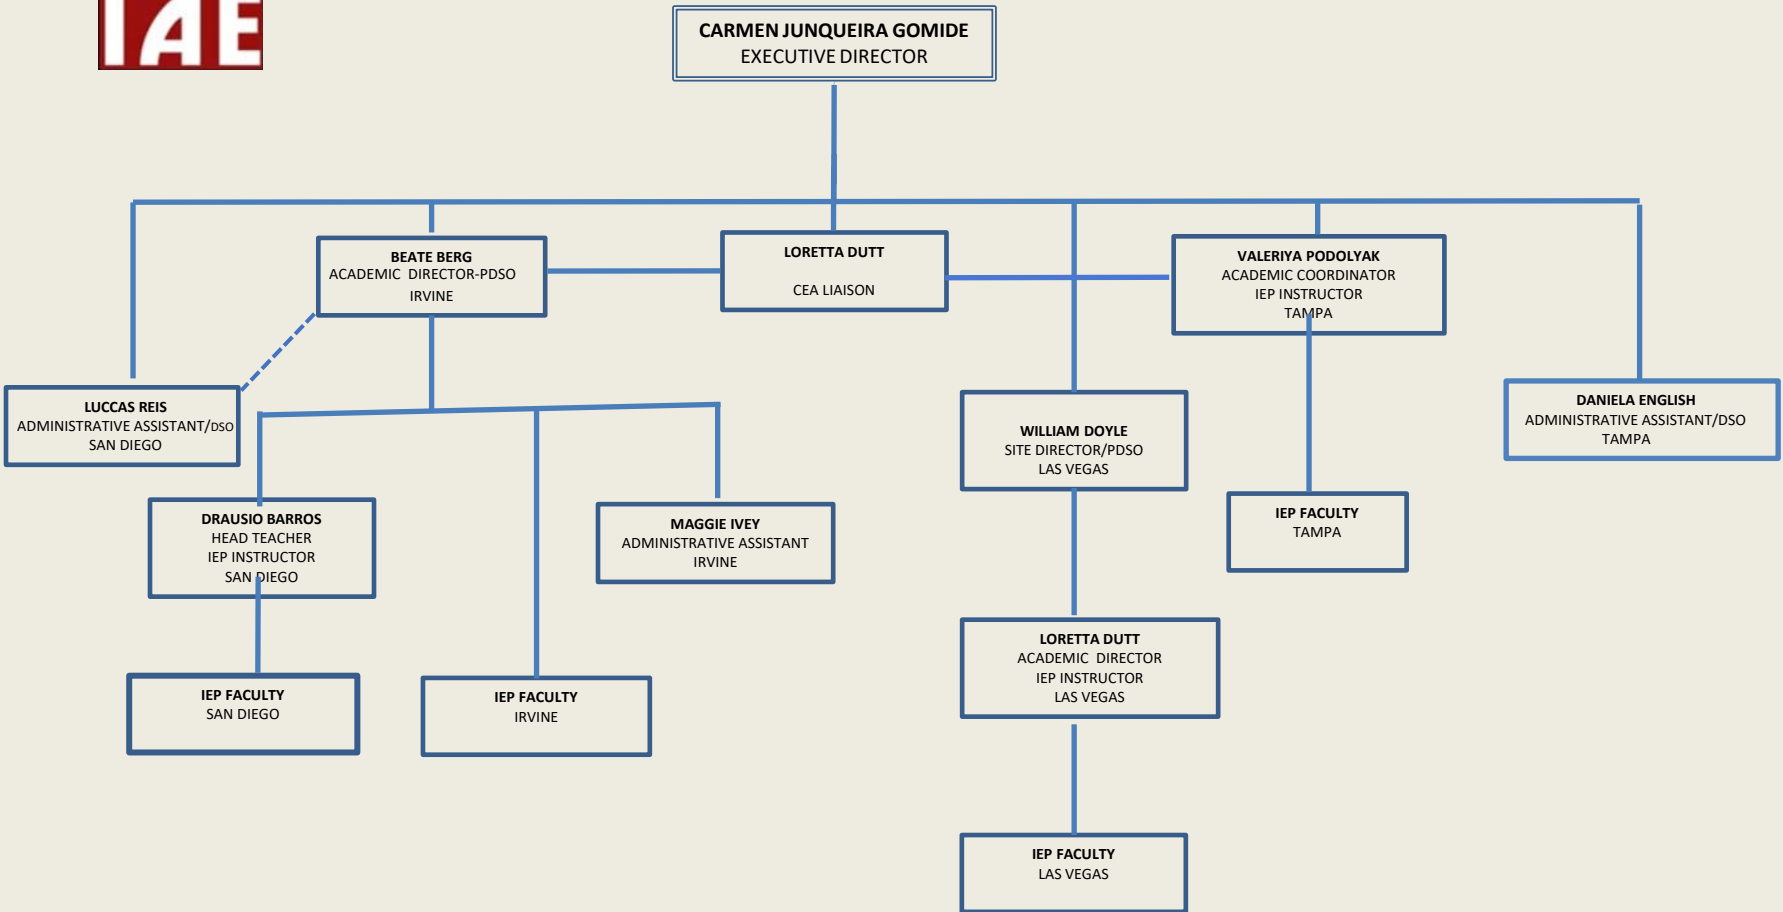 IAE
CARMEN JUNQUEIRA GOMIDE
EXECUTIVE DIRECTOR
BEATE BERG
ACADEMIC DIRECTOR-PDSO
IRVINE
LORETTA DUTT
CEA LIAISON
VALERIYA PODOLYAK
ACADEMIC COORDINATOR
IEP INSTRUCTOR
TAMPA
LUCCAS REIS
ADMINISTRATIVE ASSISTANT/DSO
SAN DIEGO
WILLIAM DOYLE
SITE DIRECTOR/PDSO
LAS VEGAS
DANIELA ENGLISH
ADMINISTRATIVE ASSISTANT/DSO
TAMPA
DRAUSIO BARROS
HEAD TEACHER
IEP INSTRUCTOR
SAN DIEGO
MAGGIE IVEY
ADMINISTRATIVE ASSISTANT
IRVINE
IEP FACULTY
TAMPA
LORETTA DUTT
ACADEMIC DIRECTOR
IEP INSTRUCTOR
LAS VEGAS
IEP FACULTY
SAN DIEGO
IEP FACULTY
IRVINE
IEP FACULTY
LAS VEGAS